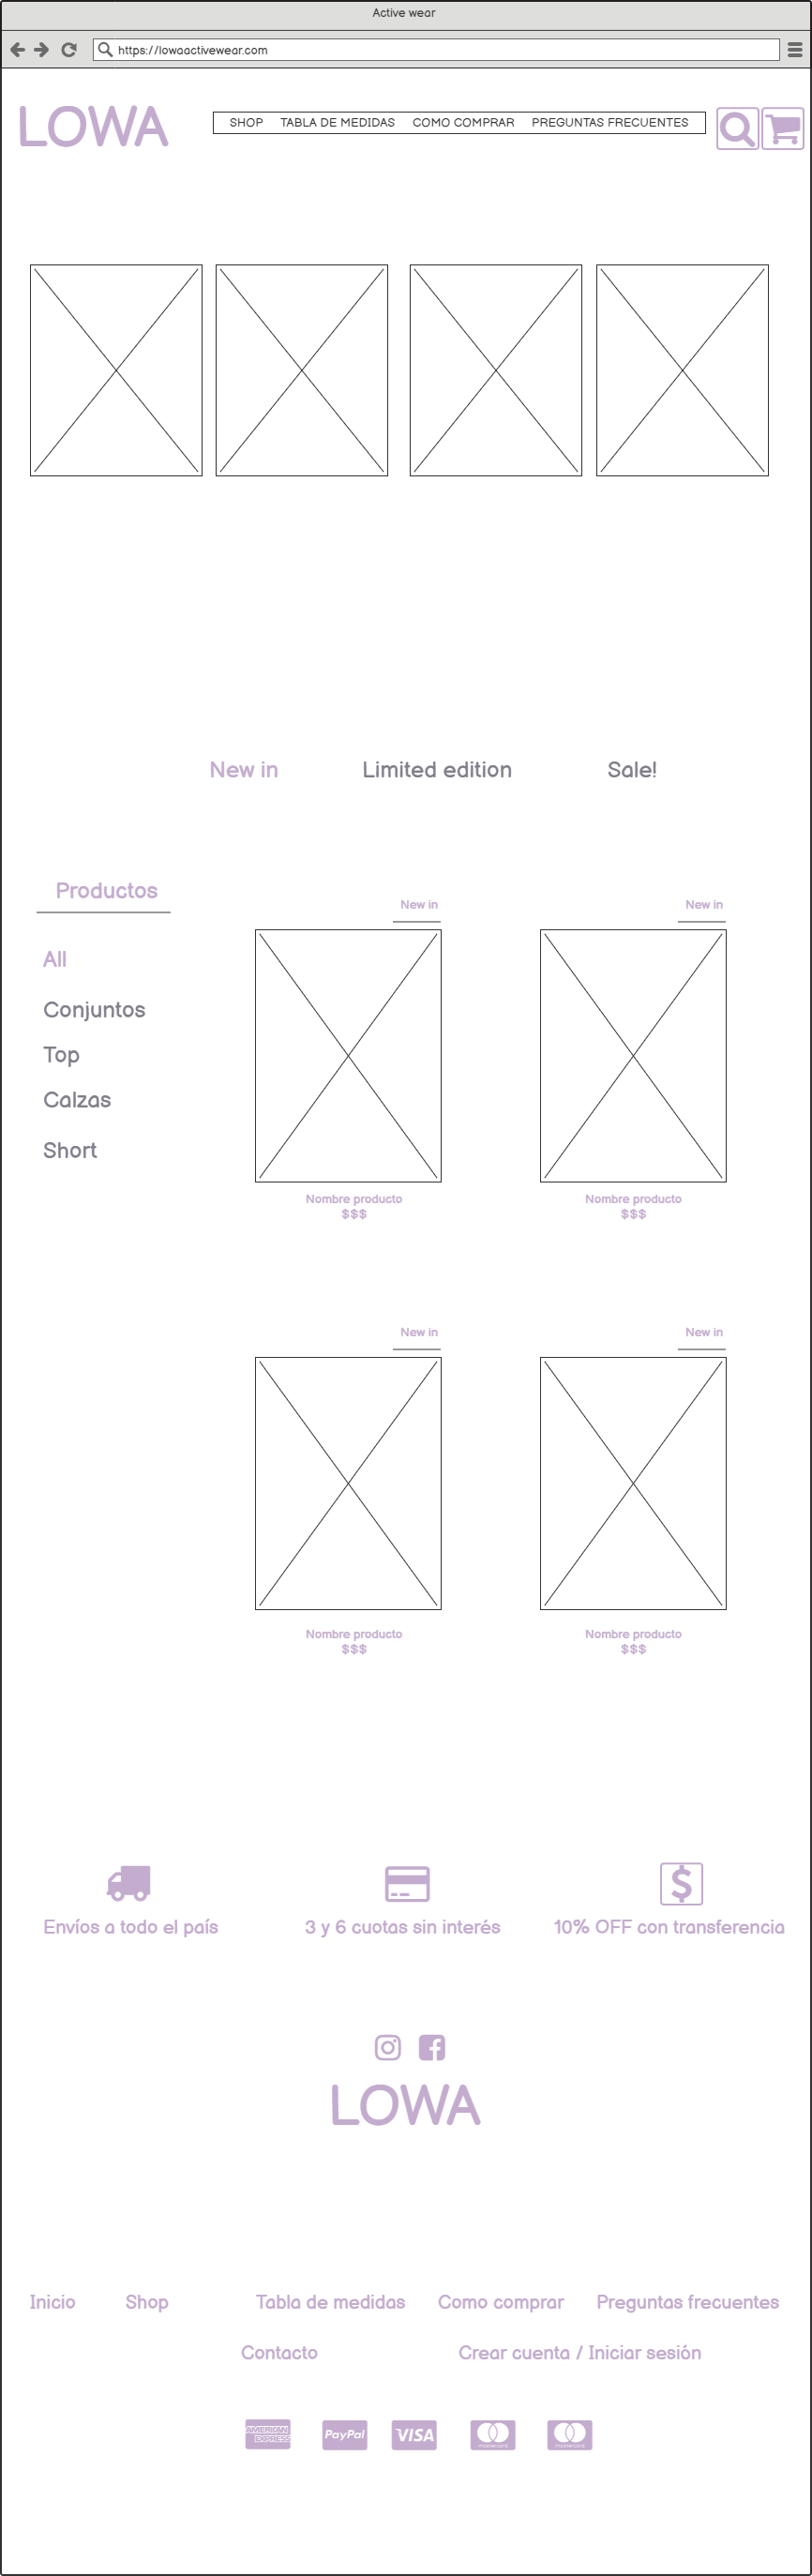 Active wear
https://lowaactivewear.com
LOWA
SHOP TABLA DE MEDIDAS COMO COMPRAR PREGUNTAS FRECUENTES
New in Limited edition Sale!
Productos
All
Conjuntos
Top
Calzas
Short
New in New in
Nombre producto Nombre producto
$$$ $$$
New in New in
Nombre producto Nombre producto
$$$ $$$
$
Envíos a todo el país 3 y 6 cuotas sin interés 10% OFF con transferencia
LOWA
Inicio Shop Tabla de medidas Como comprar Preguntas frecuentes
Contacto Crear cuenta / Iniciar sesión
AMERICAN EXPRESS PayPal VISA mastercard mastercard